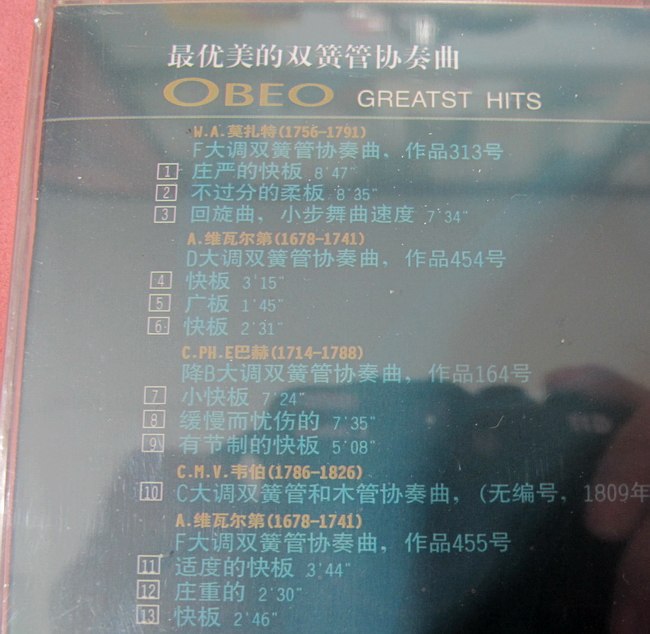 最优美的双簧管协奏曲
OBEO GREATST HITS
W.A.莫扎特(1756-1791)
F大调双簧管协奏曲，作品313号
1 庄严的快板 8'47"
2 不过分的柔板 8'35"
3 回旋曲，小步舞曲速度 7'34"
A.维瓦尔第(1678-1741)
D大调双簧管协奏曲，作品454号
4 快板 3'15"
5 广板 1'45"
6 快板 2'31"
C.PH.E巴赫(1714-1788)
降B大调双簧管协奏曲，作品164号
7 小快板 7'24"
8 缓慢而忧伤的 7'35"
9 有节制的快板 5'08"
C.M.V.韦伯(1786-1826)
10 C大调双簧管和木管协奏曲，(无编号，1809年
A.维瓦尔第(1678-1741)
F大调双簧管协奏曲，作品455号
11 适度的快板 3'44"
12 庄重的 2'30"
13 快板 2'46"